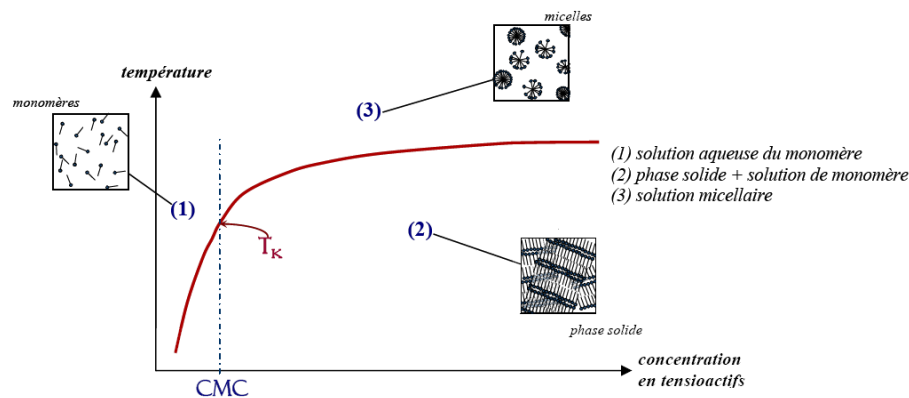 micelles
température
monomères
(3)
(1) solution aqueuse du monomère
(2) phase solide + solution de monomère
(3) solution micellaire
(1)
(2)
TK
phase solide
concentration
en tensioactifs
CMC